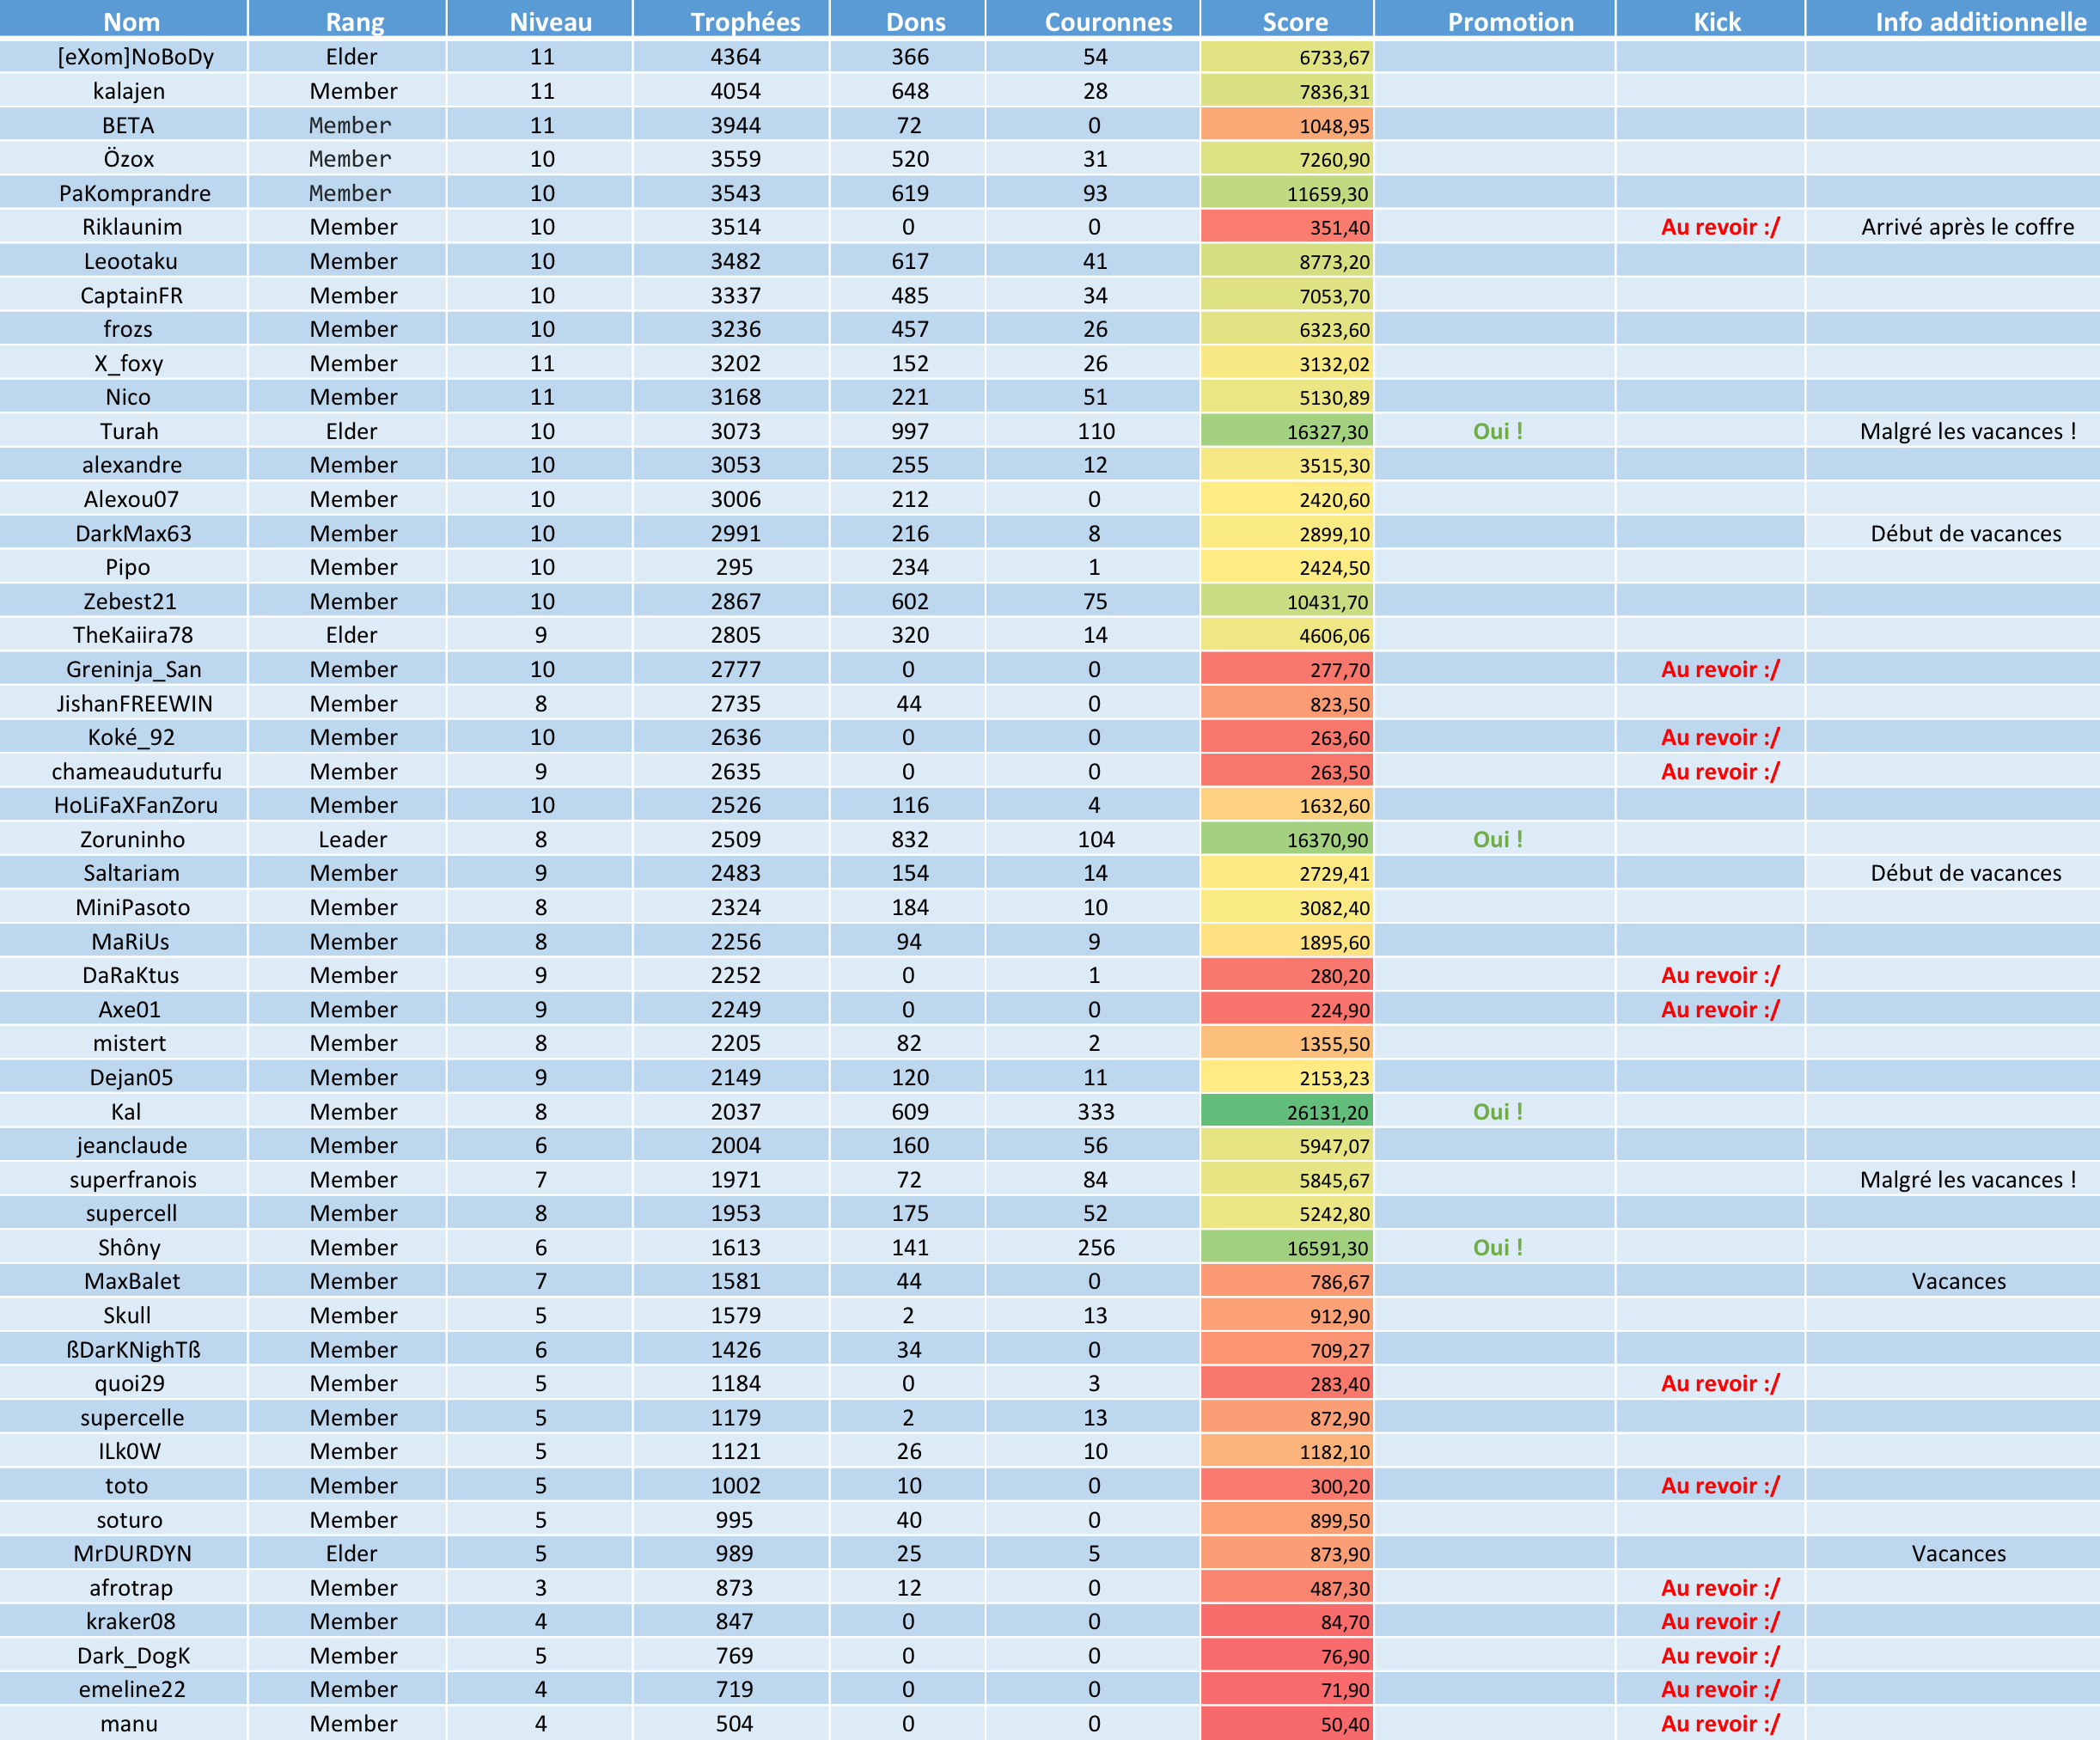 Nom Rang Niveau Trophées Dons Couronnes Score Promotion Kick Info additionnelle
[eXom]NoBoDy Elder 11 4364 366 54 6733,67
kalajen Member 11 4054 648 28 7836,31
BETA Member 11 3944 72 0 1048,95
Özox Member 10 3559 520 31 7260,90
PaKomprandre Member 10 3543 619 93 11659,30
Riklaunim Member 10 3514 0 0 351,40 Au revoir :/ Arrivé après le coffre
Leootaku Member 10 3482 617 41 8773,20
CaptainFR Member 10 3337 485 34 7053,70
frozs Member 10 3236 457 26 6323,60
X_foxy Member 11 3202 152 26 3132,02
Nico Member 11 3168 221 51 5130,89
Turah Elder 10 3073 997 110 16327,30 Oui ! Malgré les vacances !
alexandre Member 10 3053 255 12 3515,30
Alexou07 Member 10 3006 212 0 2420,60
DarkMax63 Member 10 2991 216 8 2899,10 Début de vacances
Pipo Member 10 295 234 1 2424,50
Zebest21 Member 10 2867 602 75 10431,70
TheKaiira78 Elder 9 2805 320 14 4606,06
Greninja_San Member 10 2777 0 0 277,70 Au revoir :/
JishanFREEWIN Member 8 2735 44 0 823,50
Koké_92 Member 10 2636 0 0 263,60 Au revoir :/
chameauduturfu Member 9 2635 0 0 263,50 Au revoir :/
HoLiFaXFanZoru Member 10 2526 116 4 1632,60
Zoruninho Leader 8 2509 832 104 16370,90 Oui !
Saltariam Member 9 2483 154 14 2729,41 Début de vacances
MiniPasoto Member 8 2324 184 10 3082,40
MaRiUs Member 8 2256 94 9 1895,60
DaRaKtus Member 9 2252 0 1 280,20 Au revoir :/
Axe01 Member 9 2249 0 0 224,90 Au revoir :/
mistert Member 8 2205 82 2 1355,50
Dejan05 Member 9 2149 120 11 2153,23
Kal Member 8 2037 609 333 26131,20 Oui !
jeanclaude Member 6 2004 160 56 5947,07
superfranois Member 7 1971 72 84 5845,67 Malgré les vacances !
supercell Member 8 1953 175 52 5242,80
Shôny Member 6 1613 141 256 16591,30 Oui !
MaxBalet Member 7 1581 44 0 786,67 Vacances
Skull Member 5 1579 2 13 912,90
ßDarKNighTß Member 6 1426 34 0 709,27
quoi29 Member 5 1184 0 3 283,40 Au revoir :/
supercelle Member 5 1179 2 13 872,90
ILk0W Member 5 1121 26 10 1182,10
toto Member 5 1002 10 0 300,20 Au revoir :/
soturo Member 5 995 40 0 899,50
MrDURDYN Elder 5 989 25 5 873,90 Vacances
afrotrap Member 3 873 12 0 487,30 Au revoir :/
kraker08 Member 4 847 0 0 84,70 Au revoir :/
Dark_DogK Member 5 769 0 0 76,90 Au revoir :/
emeline22 Member 4 719 0 0 71,90 Au revoir :/
manu Member 4 504 0 0 50,40 Au revoir :/